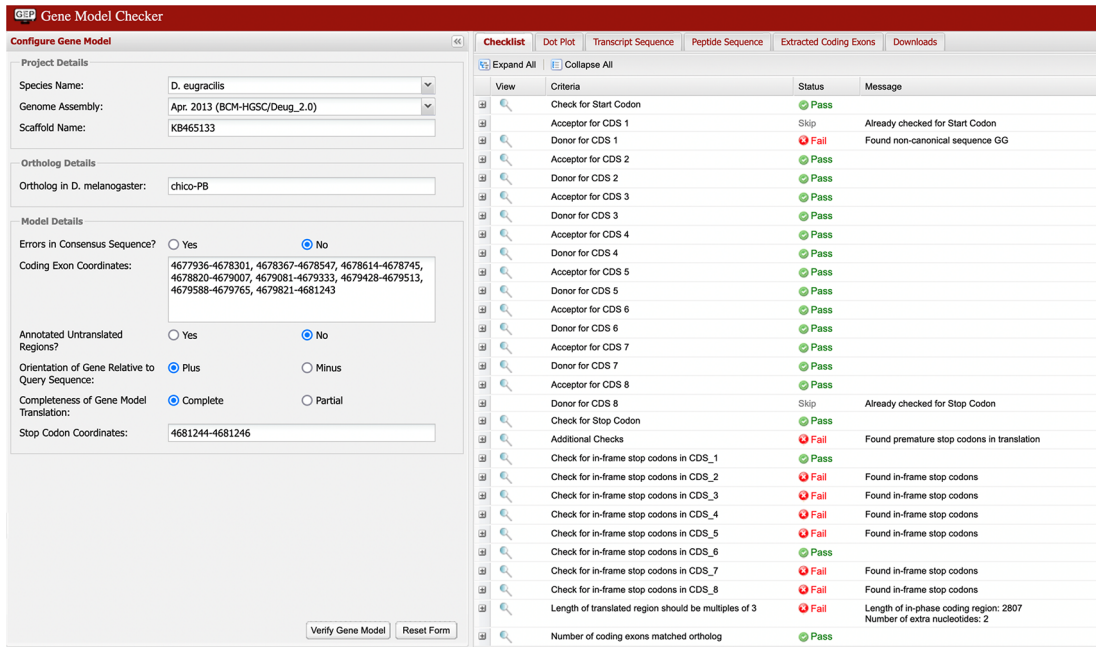 GEP Gene Model Checker
Configure Gene Model
Project Details
Species Name: D. eugracilis
Genome Assembly: Apr. 2013 (BCM-HGSC/Deug_2.0)
Scaffold Name: KB465133
Ortholog Details
Ortholog in D. melanogaster: chico-PB
Model Details
Errors in Consensus Sequence? Yes No
Coding Exon Coordinates: 4677936-4678301, 4678367-4678547, 4678614-4678745,
4678820-4679007, 4679081-4679333, 4679428-4679513,
4679588-4679765, 4679821-4681243
Annotated Untranslated
Regions? Yes No
Orientation of Gene Relative to
Query Sequence: Plus Minus
Completeness of Gene Model
Translation: Complete Partial
Stop Codon Coordinates: 4681244-4681246
Verify Gene Model Reset Form
Checklist Dot Plot Transcript Sequence Peptide Sequence Extracted Coding Exons Downloads
Expand All Collapse All
View Criteria Status Message
Check for Start Codon Pass
Acceptor for CDS 1 Skip Already checked for Start Codon
Donor for CDS 1 Fail Found non-canonical sequence GG
Acceptor for CDS 2 Pass
Donor for CDS 2 Pass
Acceptor for CDS 3 Pass
Donor for CDS 3 Pass
Acceptor for CDS 4 Pass
Donor for CDS 4 Pass
Acceptor for CDS 5 Pass
Donor for CDS 5 Pass
Acceptor for CDS 6 Pass
Donor for CDS 6 Pass
Acceptor for CDS 7 Pass
Donor for CDS 7 Pass
Acceptor for CDS 8 Pass
Donor for CDS 8 Skip Already checked for Stop Codon
Check for Stop Codon Pass
Additional Checks Fail Found premature stop codons in translation
Check for in-frame stop codons in CDS_1 Pass
Check for in-frame stop codons in CDS_2 Fail Found in-frame stop codons
Check for in-frame stop codons in CDS_3 Fail Found in-frame stop codons
Check for in-frame stop codons in CDS_4 Fail Found in-frame stop codons
Check for in-frame stop codons in CDS_5 Fail Found in-frame stop codons
Check for in-frame stop codons in CDS_6 Pass
Check for in-frame stop codons in CDS_7 Fail Found in-frame stop codons
Check for in-frame stop codons in CDS_8 Fail Found in-frame stop codons
Length of translated region should be multiples of 3 Fail Length of in-phase coding region: 2807
Number of extra nucleotides: 2
Number of coding exons matched ortholog Pass